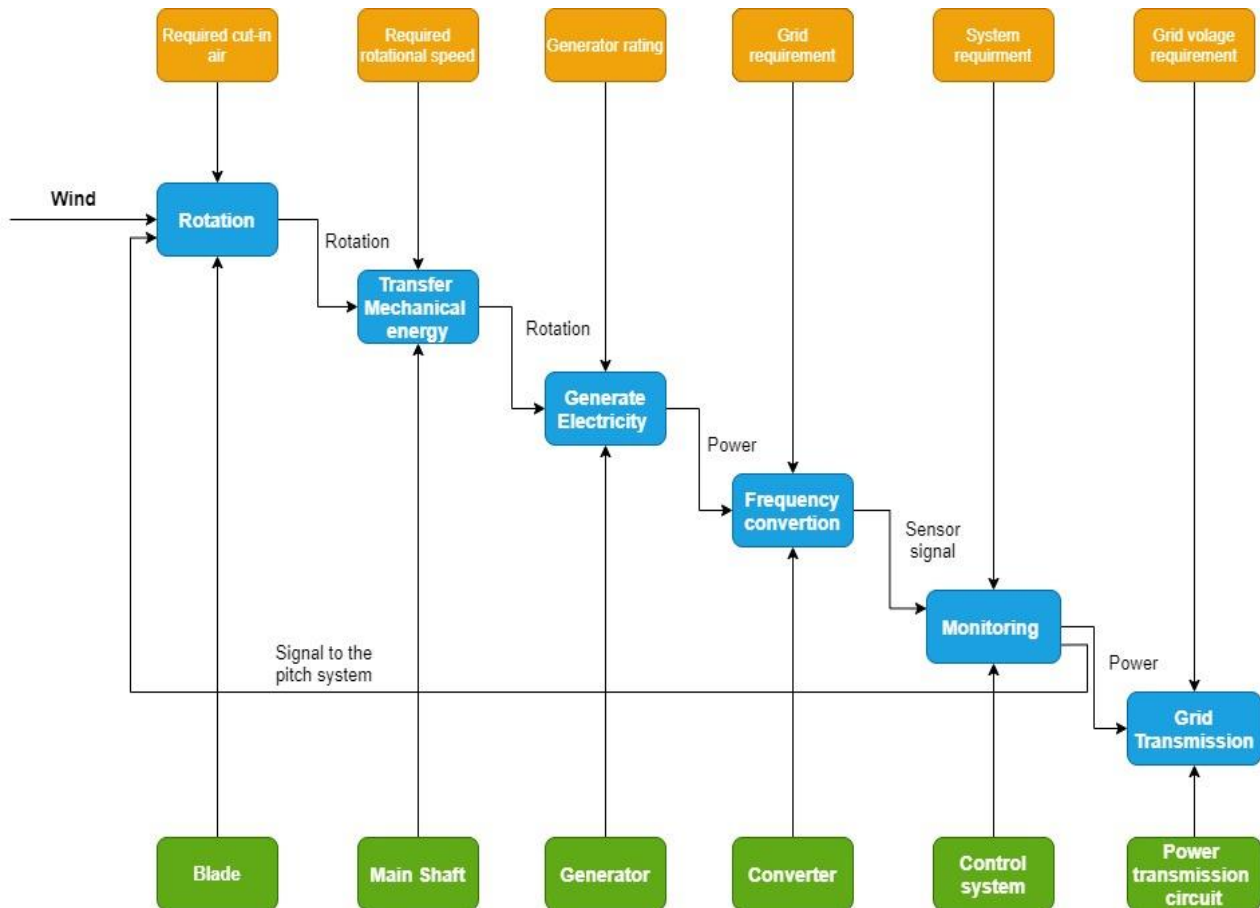 Required cut-in
air
Required
rotational speed
Generator rating
Grid
requirement
System
requirment
Grid volage
requirement
Wind
Rotation
Rotation
Transfer
Mechanical
energy
Rotation
Generate
Electricity
Power
Frequency
convertion
Sensor
signal
Monitoring
Signal to the
pitch system
Power
Grid
Transmission
Blade
Main Shaft
Generator
Converter
Control
system
Power
transmission
circuit